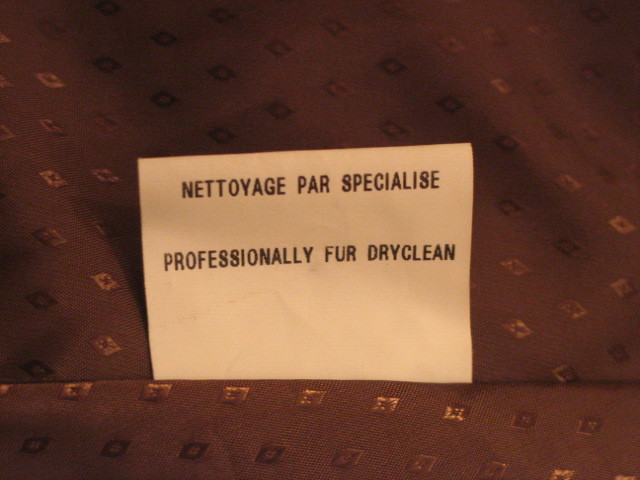 NETTOYAGE PAR SPECIALISE
PROFESSIONALLY FUR DRYCLEAN